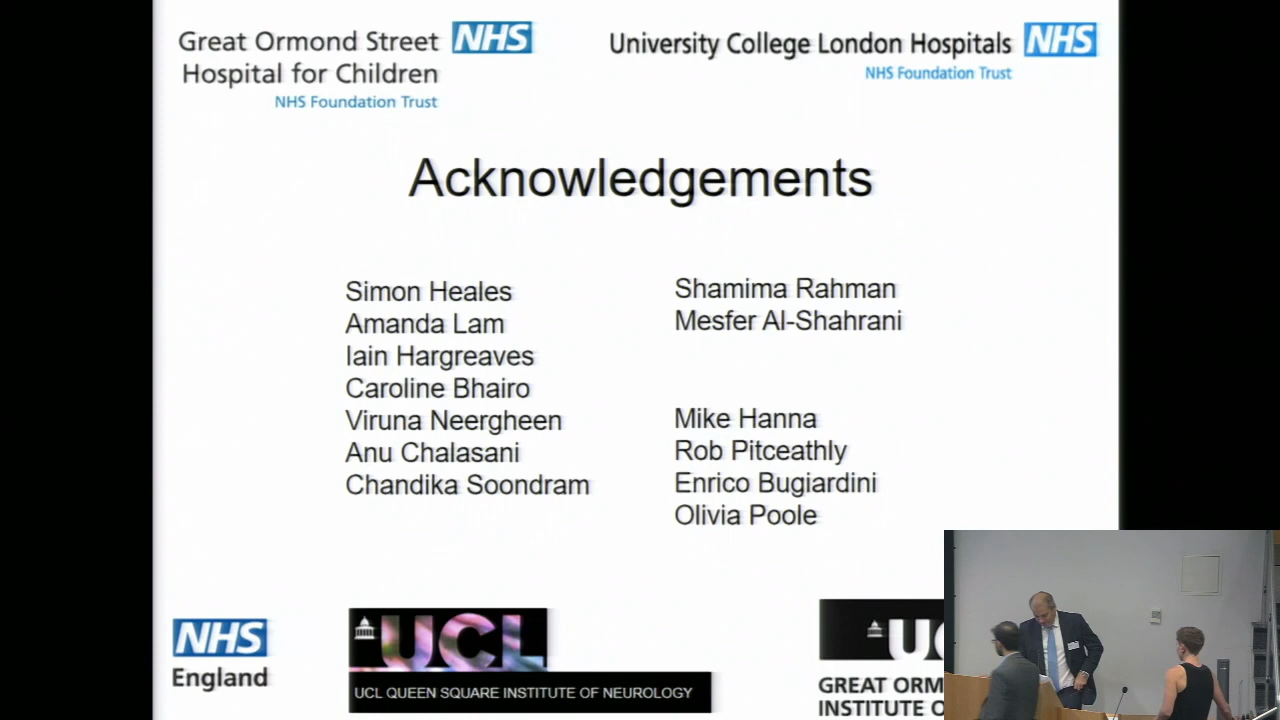 Great Ormond Street NHS
Hospital for Children
NHS Foundation Trust
University College London Hospitals NHS
NHS Foundation Trust
Acknowledgements
Simon Heales
Amanda Lam
Iain Hargreaves
Caroline Bhairo
Viruna Neergheen
Anu Chalasani
Chandika Soondram
Shamima Rahman
Mesfer Al-Shahrani
Mike Hanna
Rob Pitceathly
Enrico Bugiardini
Olivia Poole
NHS
England
UCL
UCL QUEEN SQUARE INSTITUTE OF NEUROLOGY
GREAT ORM
INSTITUTE O